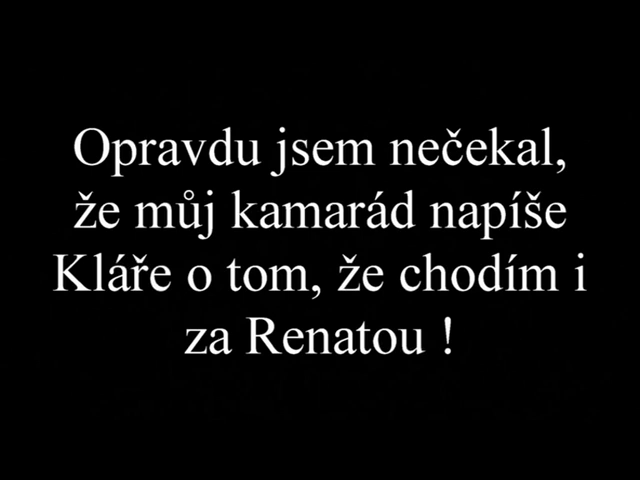 Opravdu jsem nečekal,
že můj kamarád napíše
Kláře o tom, že chodím i
za Renatou !